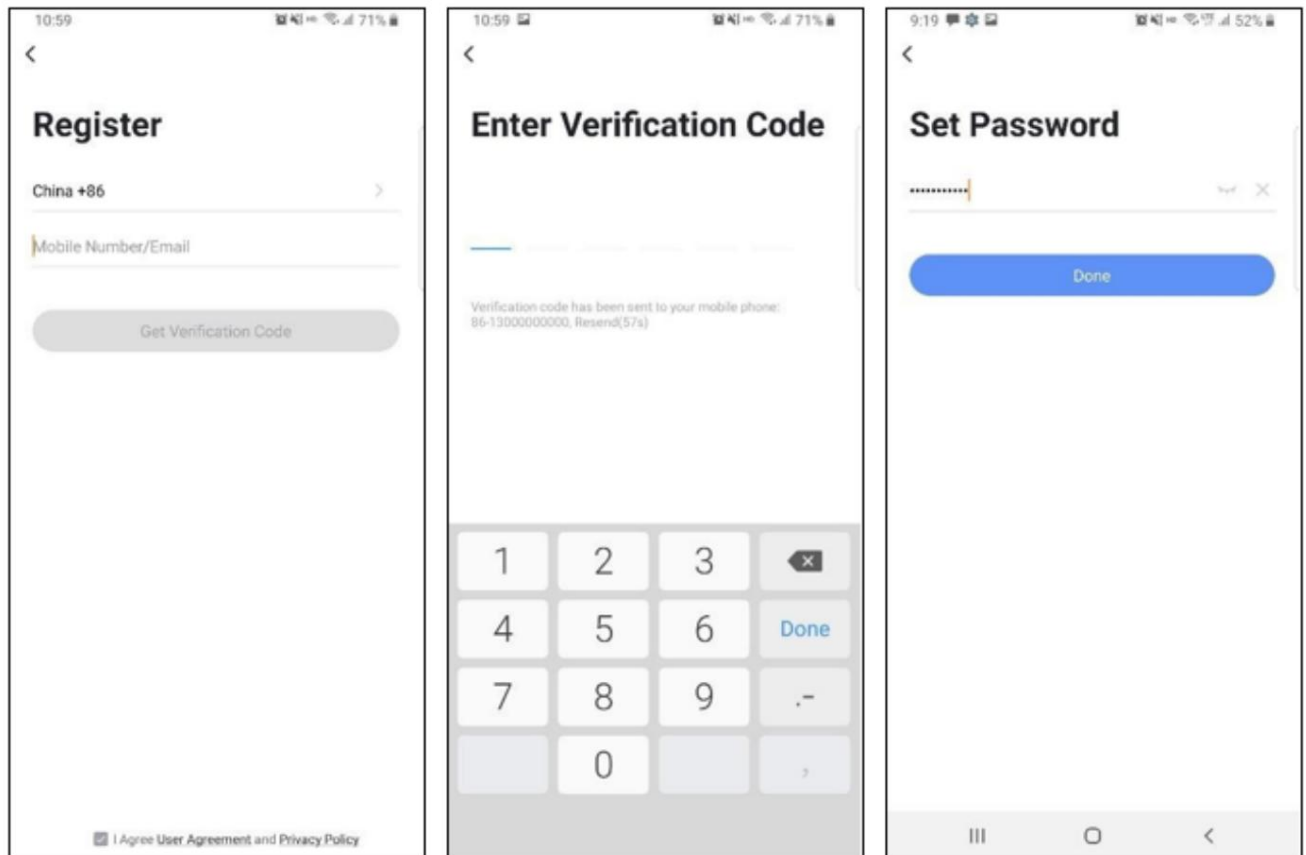 10:59
71%
Register
China +86
Mobile Number/Email
Get Verification Code
I Agree User Agreement and Privacy Policy
10:59
71%
Enter Verification Code
Verification code has been sent to your mobile phone:
86-13000000000, Resend(57s)
1 2 3
4 5 6 Done
7 8 9 .-
0 ,
9:19
52%
Set Password
Done